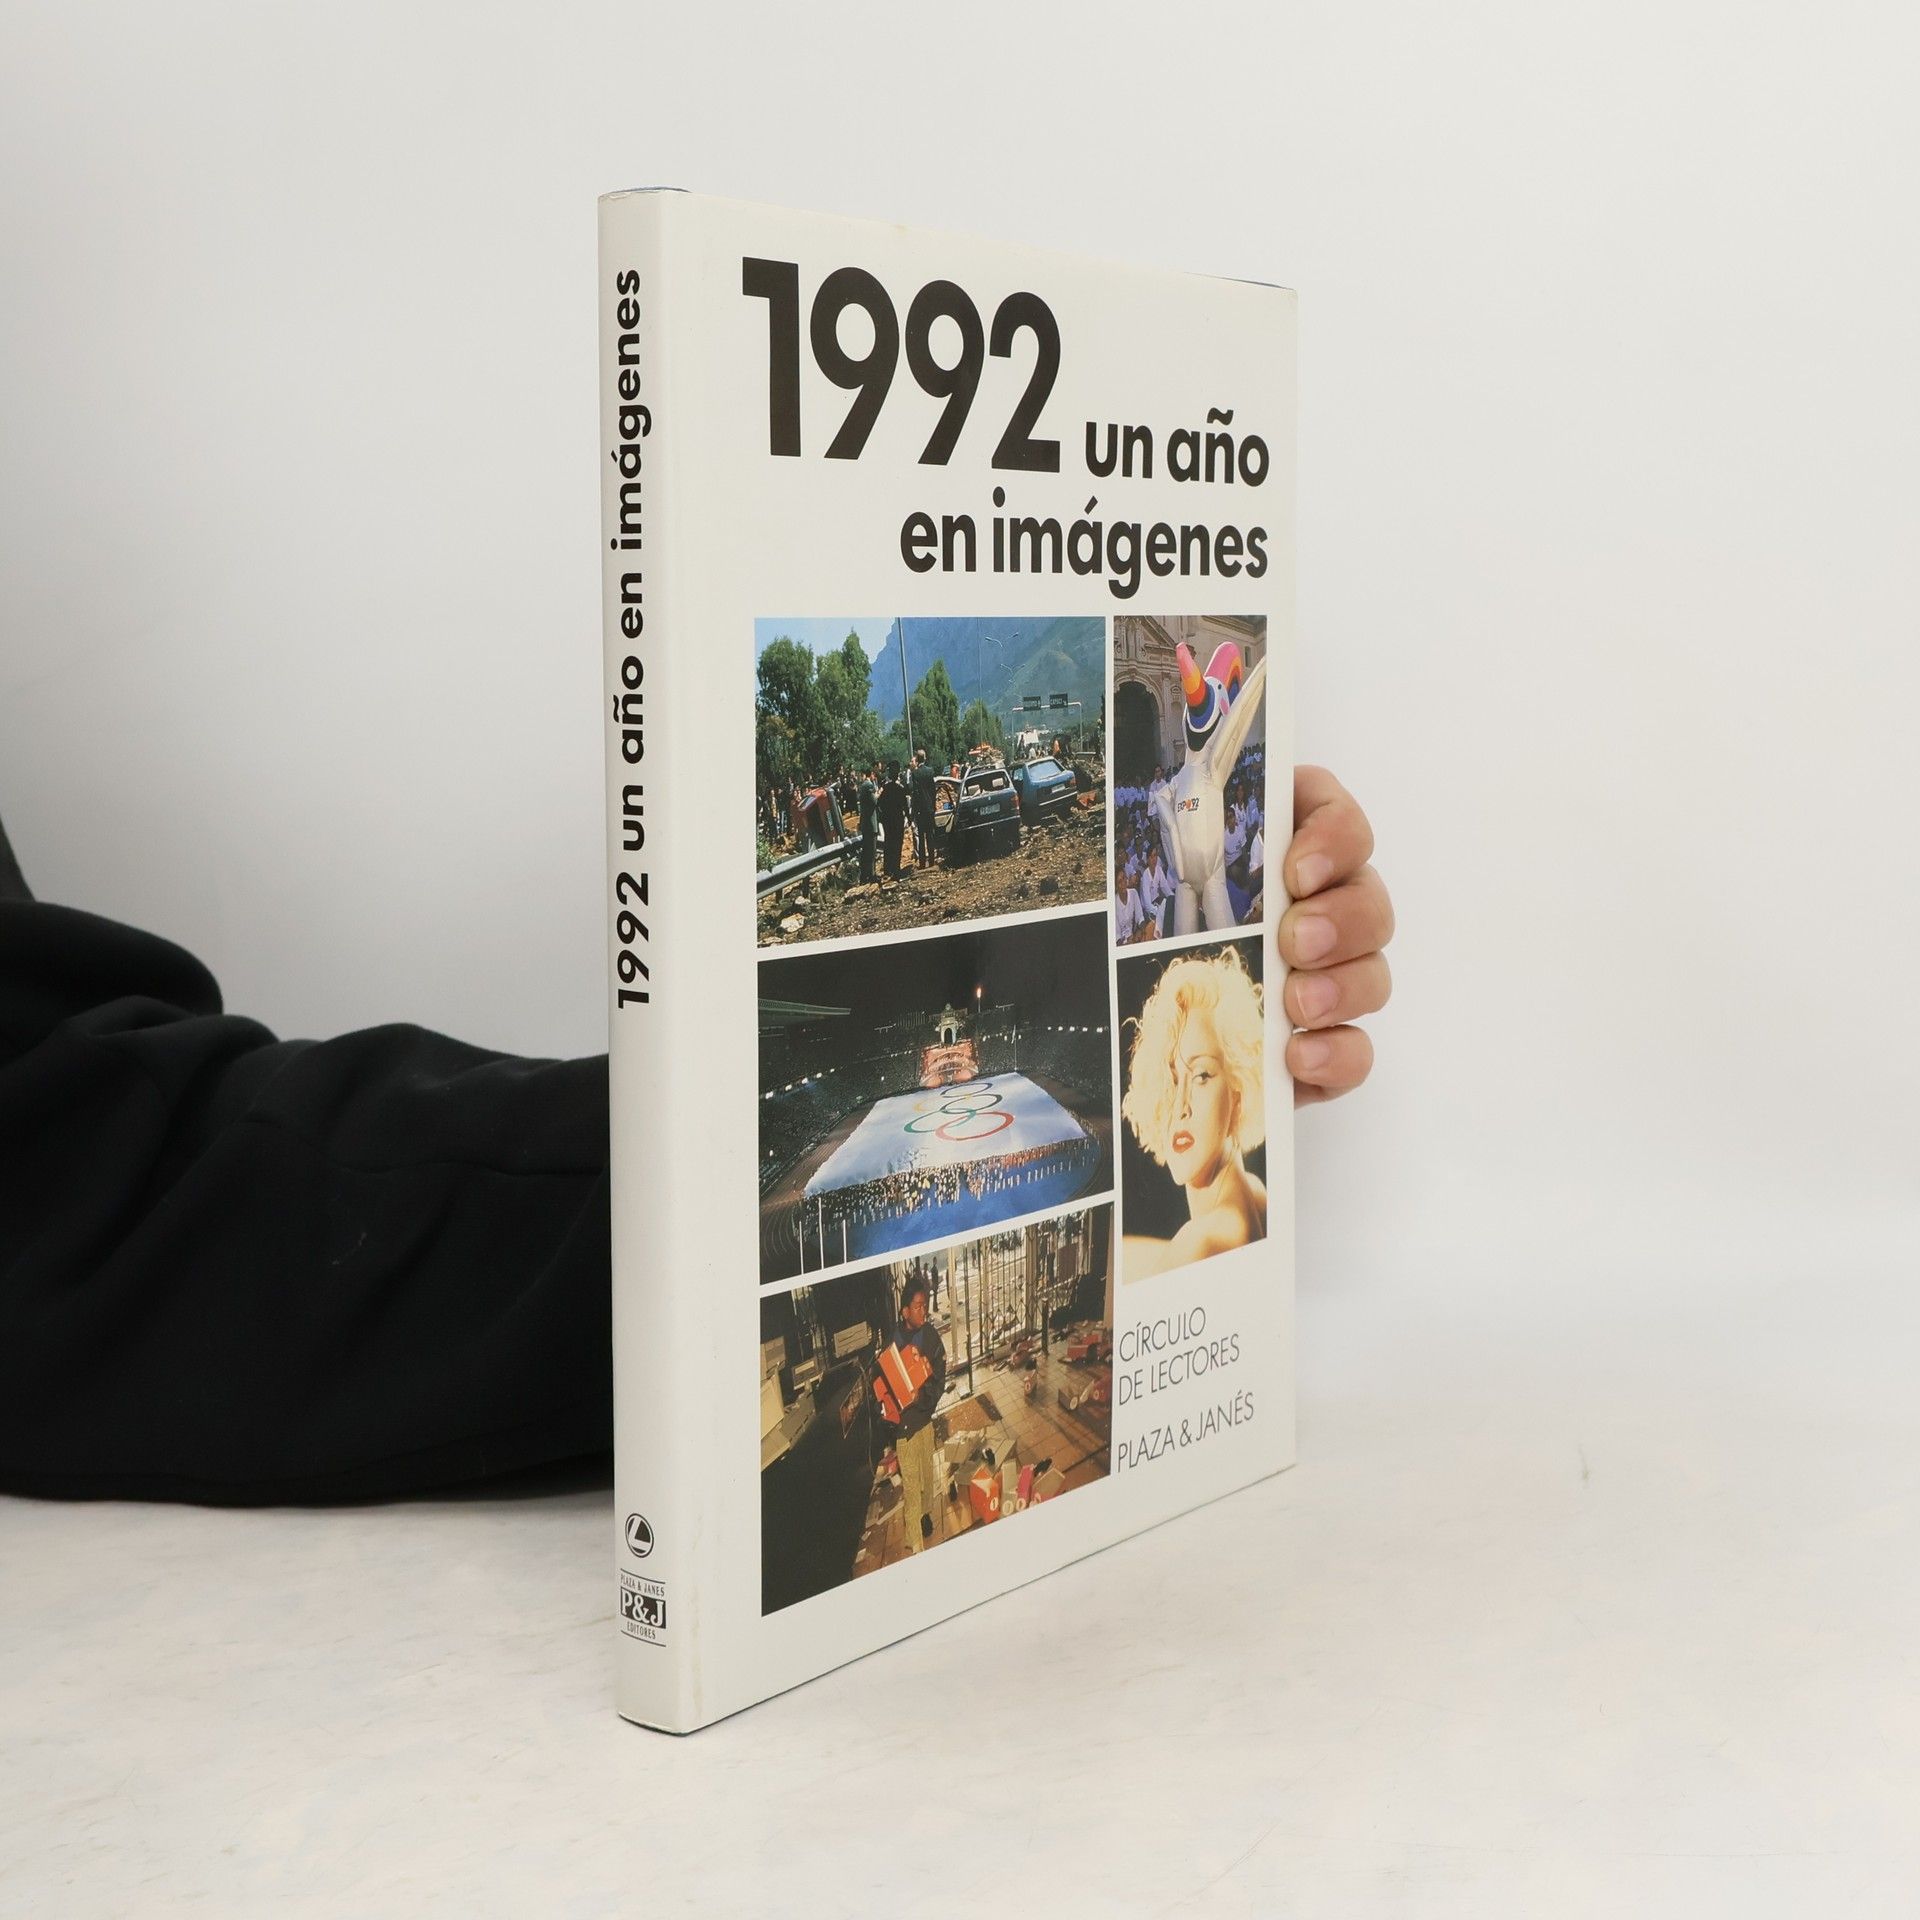 1992 un año
en imágenes
EXPO'92
CÍRCULO
DE LECTORES
PLAZA & JANÉS
1992 un año en imágenes
PLAZA & JANES
P&J
EDITORES